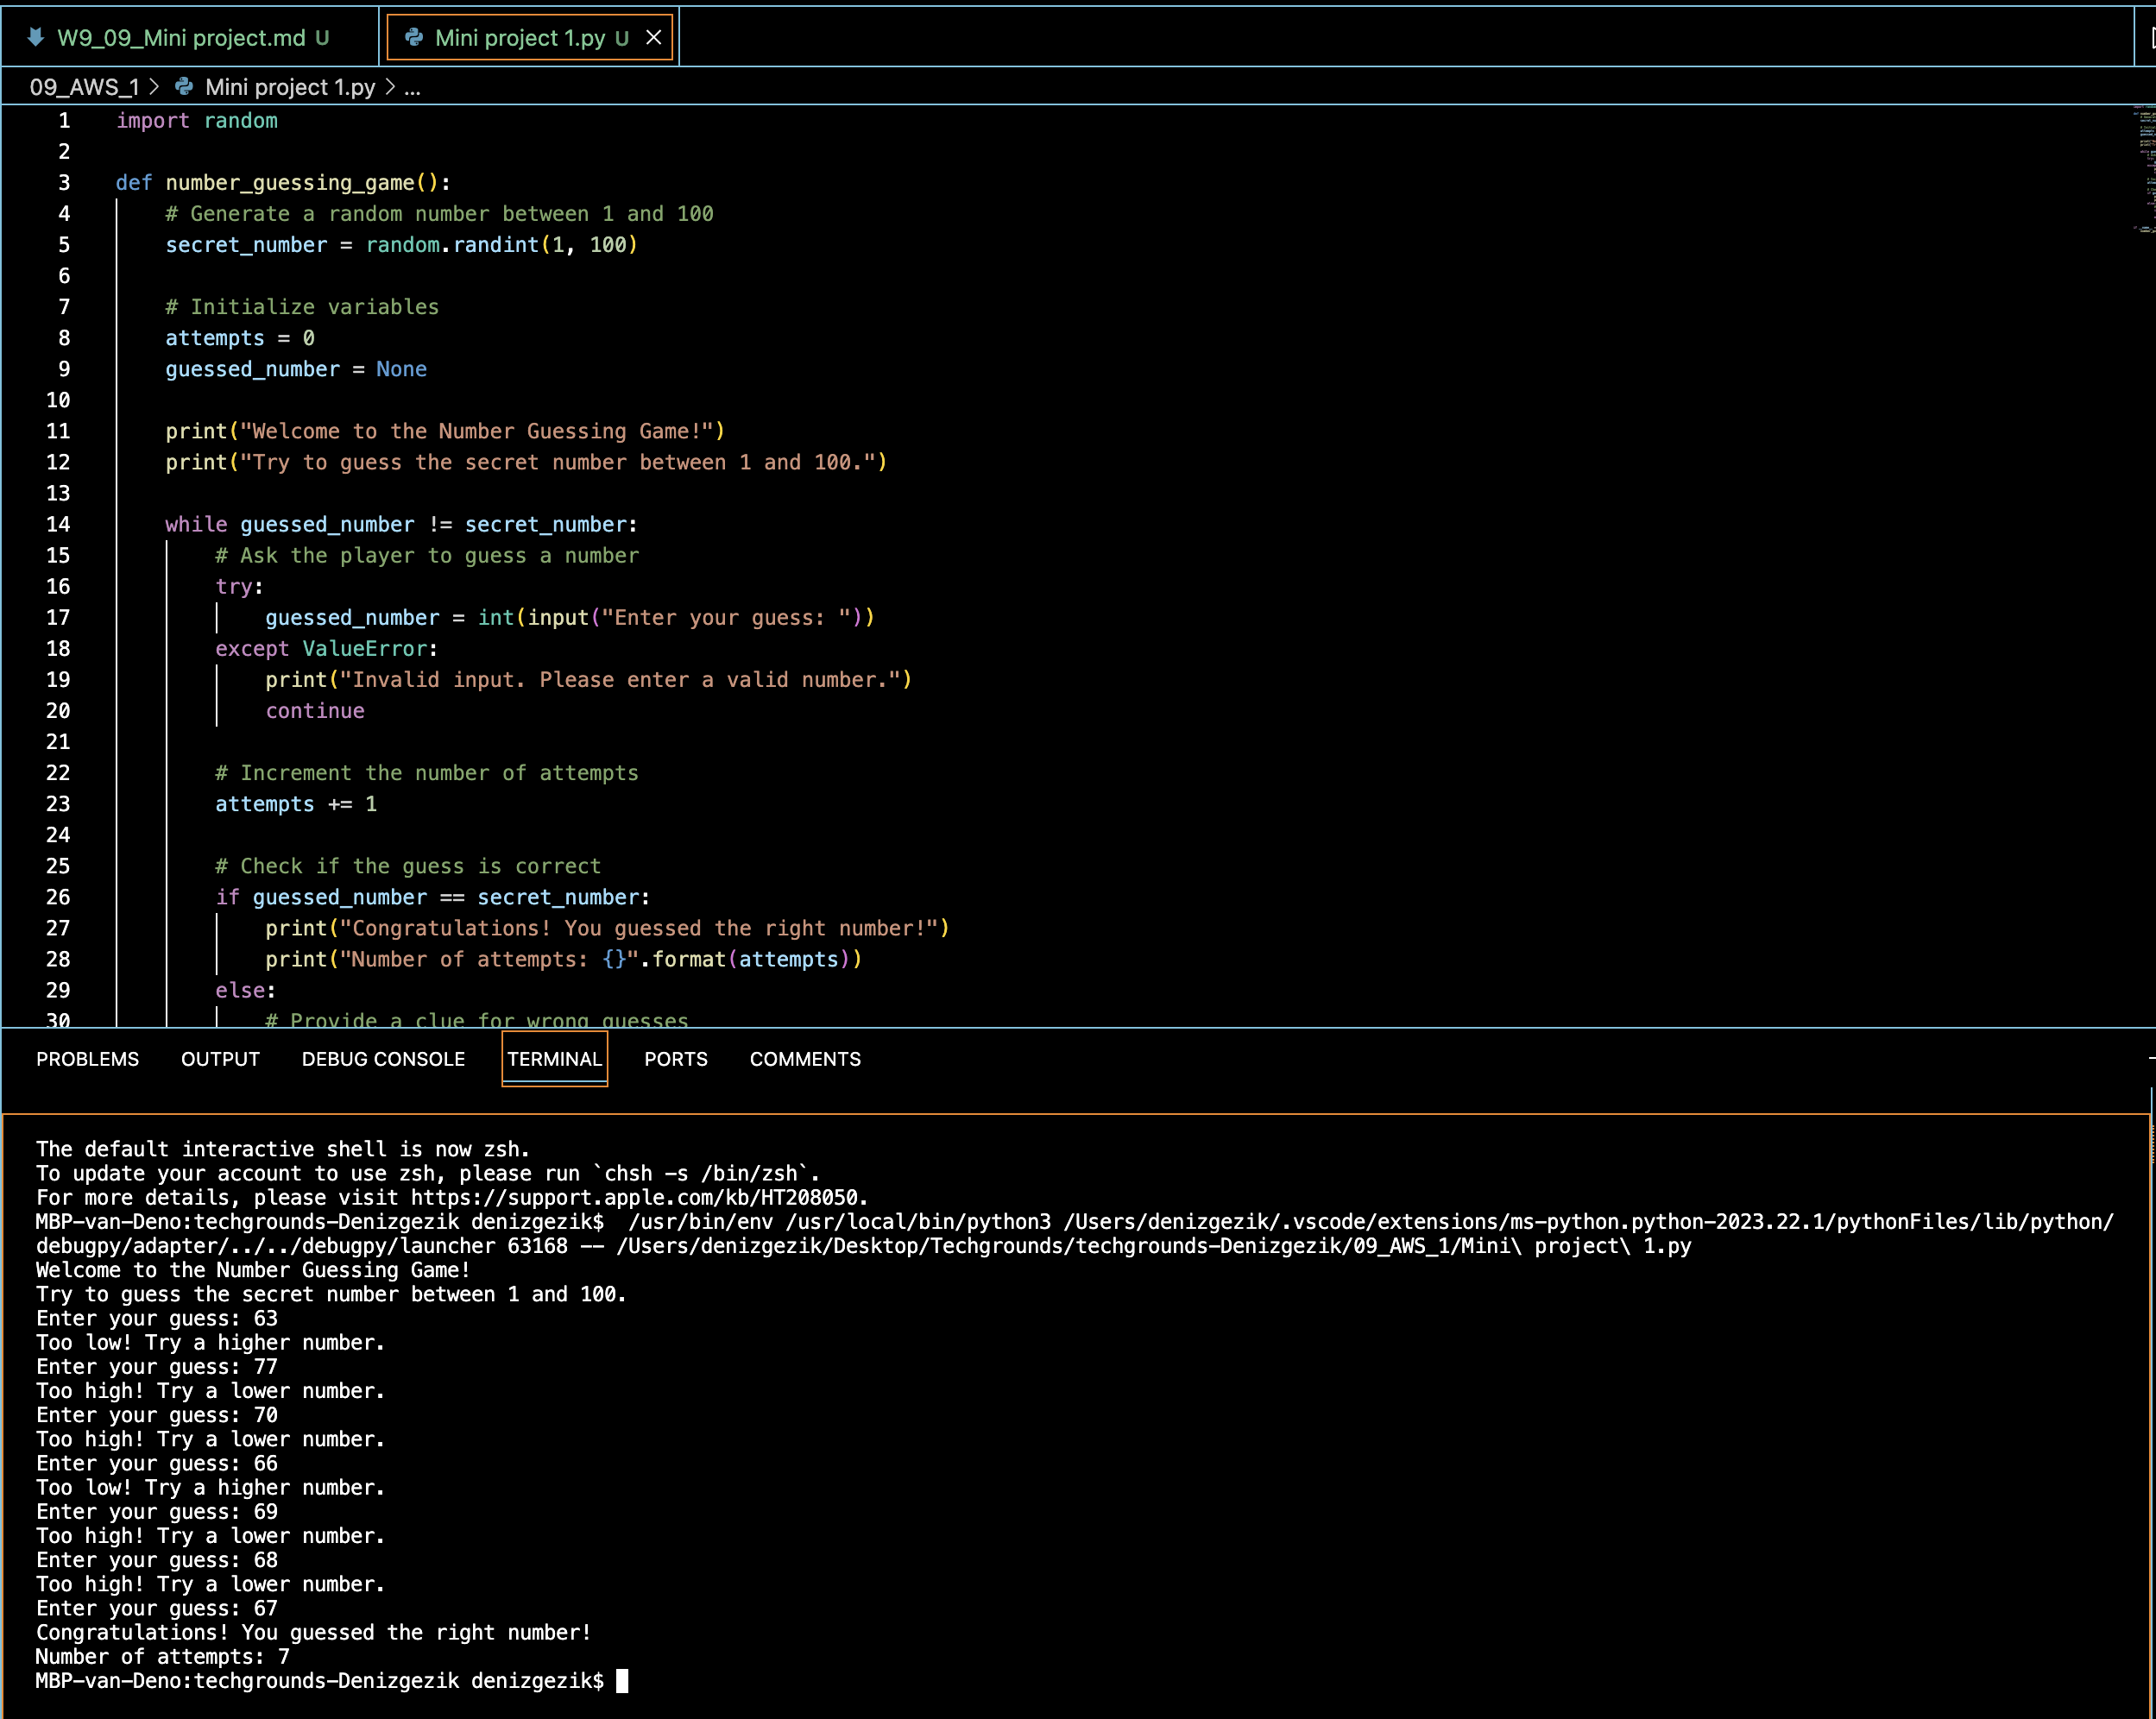 W9_09_Mini project.md U
Mini project 1.py U
09_AWS_1 > Mini project 1.py > ...
1 import random
2
3 def number_guessing_game():
4     # Generate a random number between 1 and 100
5     secret_number = random.randint(1, 100)
6
7     # Initialize variables
8     attempts = 0
9     guessed_number = None
10
11     print("Welcome to the Number Guessing Game!")
12     print("Try to guess the secret number between 1 and 100.")
13
14     while guessed_number != secret_number:
15         # Ask the player to guess a number
16         try:
17             guessed_number = int(input("Enter your guess: "))
18         except ValueError:
19             print("Invalid input. Please enter a valid number.")
20             continue
21
22         # Increment the number of attempts
23         attempts += 1
24
25         # Check if the guess is correct
26         if guessed_number == secret_number:
27             print("Congratulations! You guessed the right number!")
28             print("Number of attempts: {}".format(attempts))
29         else:
30             # Provide a clue for wrong guesses
PROBLEMS OUTPUT DEBUG CONSOLE TERMINAL PORTS COMMENTS
The default interactive shell is now zsh.
To update your account to use zsh, please run `chsh -s /bin/zsh`.
For more details, please visit https://support.apple.com/kb/HT208050.
MBP-van-Deno:techgrounds-Denizgezik denizgezik$  /usr/bin/env /usr/local/bin/python3 /Users/denizgezik/.vscode/extensions/ms-python.python-2023.22.1/pythonFiles/lib/python/
debugpy/adapter/../../debugpy/launcher 63168 -- /Users/denizgezik/Desktop/Techgrounds/techgrounds-Denizgezik/09_AWS_1/Mini\ project\ 1.py
Welcome to the Number Guessing Game!
Try to guess the secret number between 1 and 100.
Enter your guess: 63
Too low! Try a higher number.
Enter your guess: 77
Too high! Try a lower number.
Enter your guess: 70
Too high! Try a lower number.
Enter your guess: 66
Too low! Try a higher number.
Enter your guess: 69
Too high! Try a lower number.
Enter your guess: 68
Too high! Try a lower number.
Enter your guess: 67
Congratulations! You guessed the right number!
Number of attempts: 7
MBP-van-Deno:techgrounds-Denizgezik denizgezik$